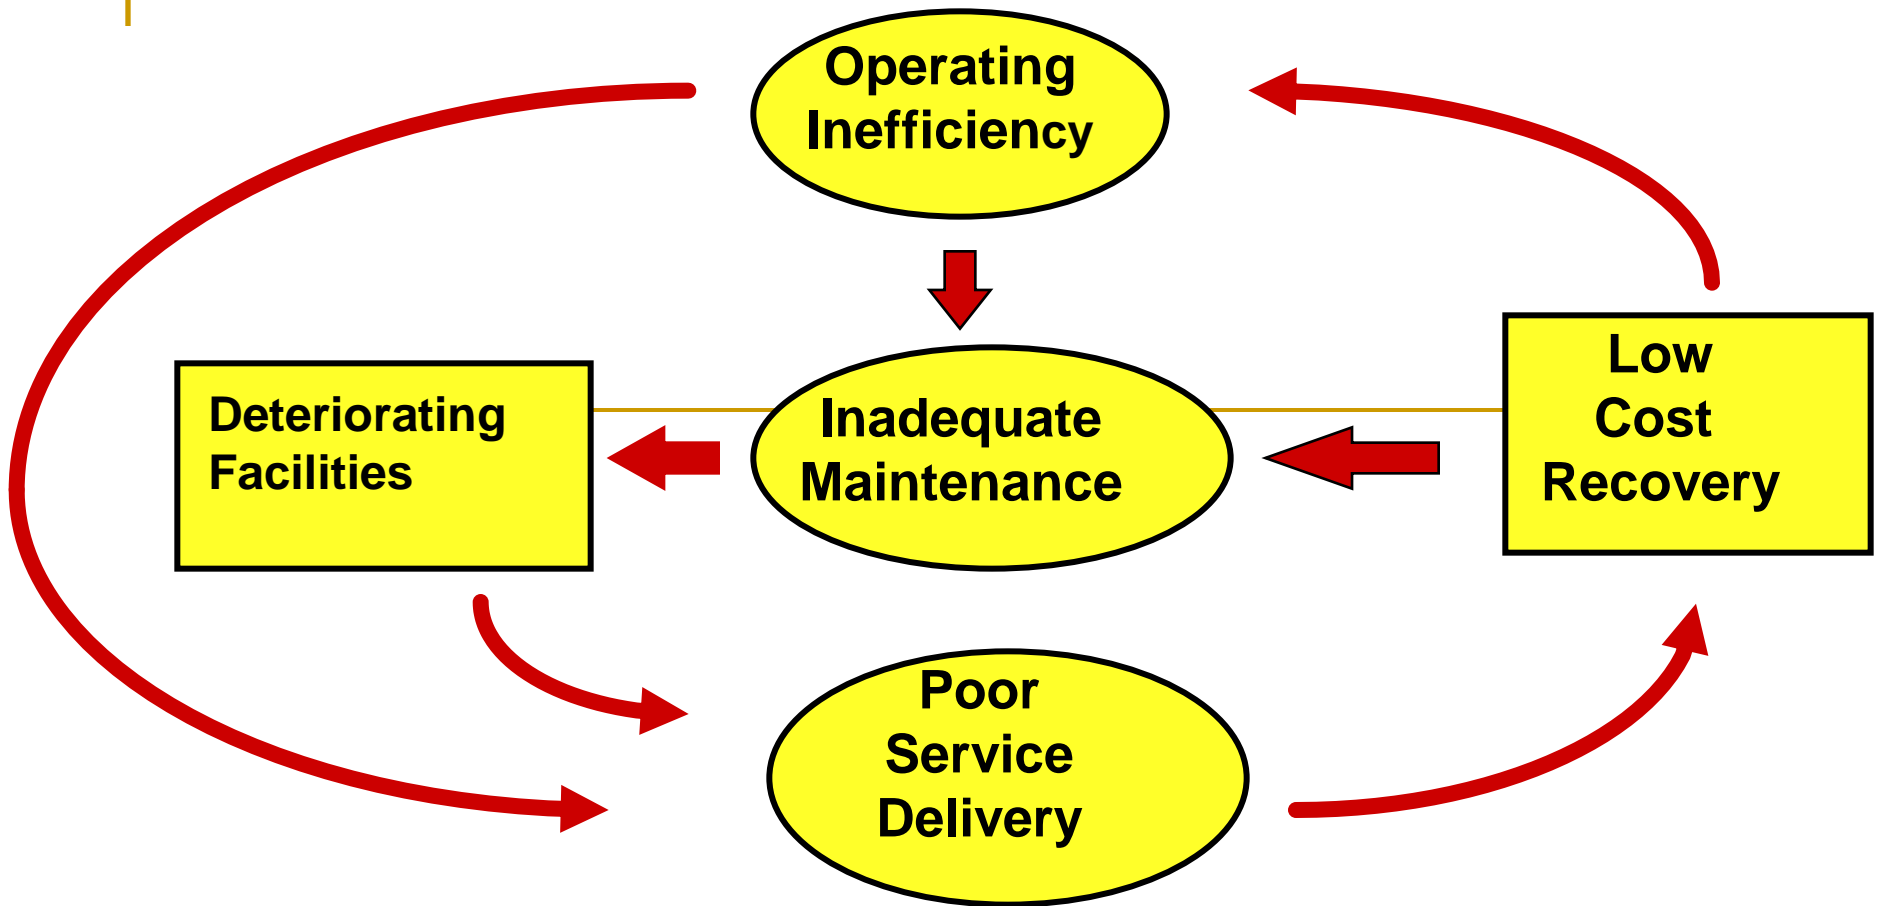 Operating
Inefficiency
Deteriorating
Facilities
Inadequate
Maintenance
Low
Cost
Recovery
Poor
Service
Delivery